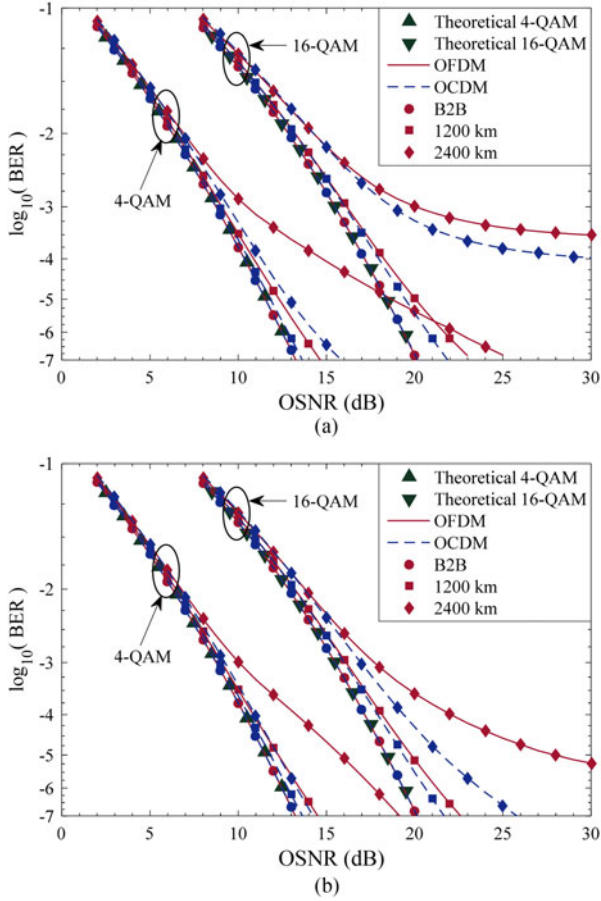 -1
-2
-3
-4
-5
-6
-7
log10( BER )
0 5 10 15 20 25 30
OSNR (dB)
16-QAM
4-QAM
Theoretical 4-QAM
Theoretical 16-QAM
OFDM
OCDM
B2B
1200 km
2400 km
(a)
-1
-2
-3
-4
-5
-6
-7
log10( BER )
0 5 10 15 20 25 30
OSNR (dB)
16-QAM
4-QAM
Theoretical 4-QAM
Theoretical 16-QAM
OFDM
OCDM
B2B
1200 km
2400 km
(b)